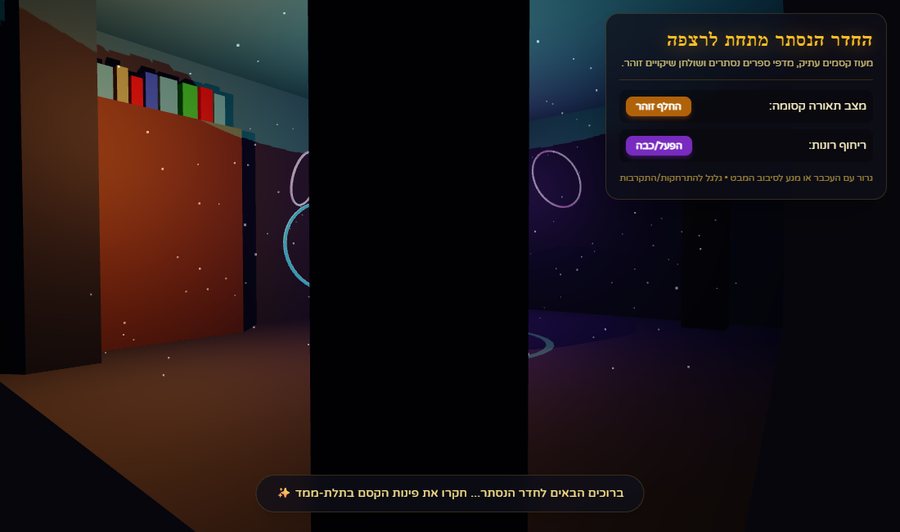 החדר הנסתר מתחת לרצפה
מעוז קסמים עתיק, מדפי ספרים נסתרים ושולחן שיקויים זוהר.
מצב תאורה קסומה:
החלף זוהר
ריחוף רונות:
הפעל/כבה
גרור עם העכבר או מגע לסיבוב המבט • גלגל להתרחקות/התקרבות
ברוכים הבאים לחדר הנסתר... חקרו את פינות הקסם בתלת-ממד ✨